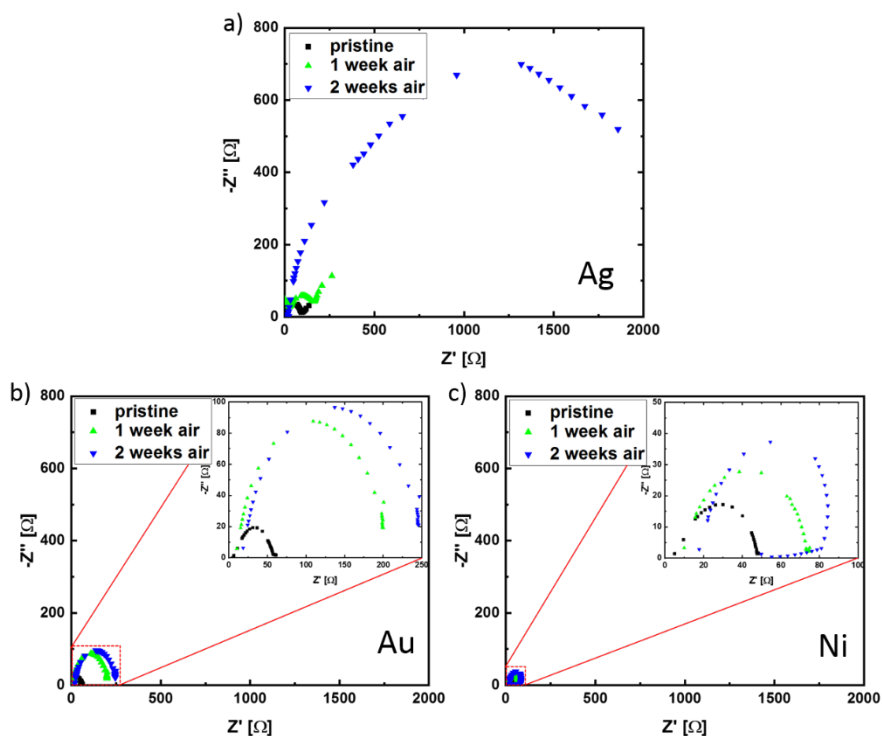 a)
800
600
400
200
0
-Z'' [Ω]
pristine
1 week air
2 weeks air
Ag
0 500 1000 1500 2000
Z' [Ω]
b)
800
600
400
200
0
-Z'' [Ω]
pristine
1 week air
2 weeks air
100
80
60
40
20
0
-Z'' [Ω]
0 50 100 150 200 250
Z' [Ω]
Au
0 500 1000 1500 2000
Z' [Ω]
c)
800
600
400
200
0
-Z'' [Ω]
pristine
1 week air
2 weeks air
50
40
30
20
10
0
-Z'' [Ω]
0 20 40 60 80 100
Z' [Ω]
Ni
0 500 1000 1500 2000
Z' [Ω]